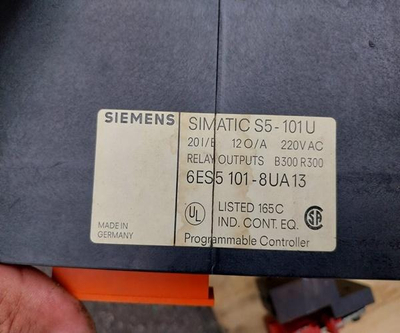 SIEMENS
SIMATIC S5-101U
20I/E 12O/A 220V AC
RELAY OUTPUTS B300 R300
6ES5 101-8UA13
UL
LISTED 165C
IND. CONT. EQ.
MADE IN
GERMANY
Programmable Controller